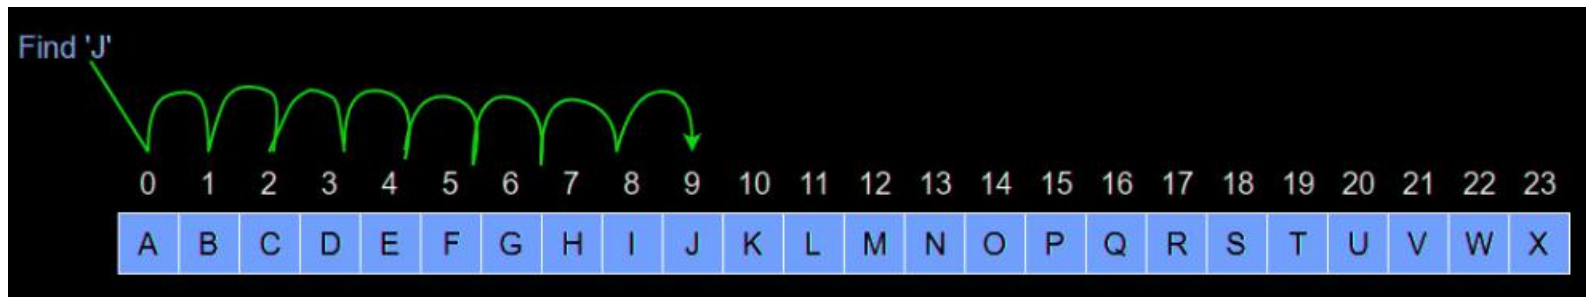 Find 'J'
0 1 2 3 4 5 6 7 8 9 10 11 12 13 14 15 16 17 18 19 20 21 22 23
A B C D E F G H I J K L M N O P Q R S T U V W X